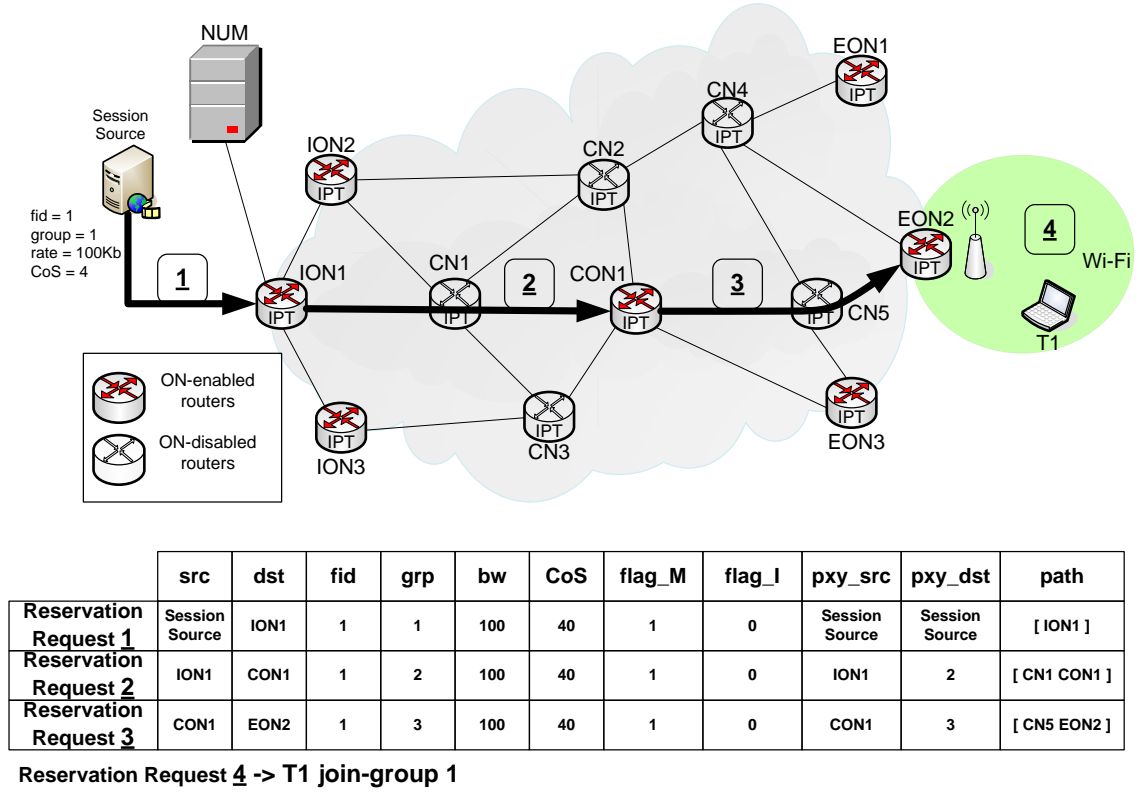 NUM
Session
Source
fid = 1
group = 1
rate = 100Kb
CoS = 4
1
ION1
IPT
ION2
IPT
ION3
IPT
CN1
IPT
2
CN2
IPT
CN3
IPT
CON1
IPT
3
CN4
IPT
CN5
IPT
EON1
IPT
EON2
IPT
EON3
IPT
4
Wi-Fi
T1
ON-enabled
routers
ON-disabled
routers
src dst fid grp bw CoS flag_M flag_I pxy_src pxy_dst path
Reservation Request 1 Session Source ION1 1 1 100 40 1 0 Session Source Session Source [ ION1 ]
Reservation Request 2 ION1 CON1 1 2 100 40 1 0 ION1 2 [ CN1 CON1 ]
Reservation Request 3 CON1 EON2 1 3 100 40 1 0 CON1 3 [ CN5 EON2 ]
Reservation Request 4 -> T1 join-group 1